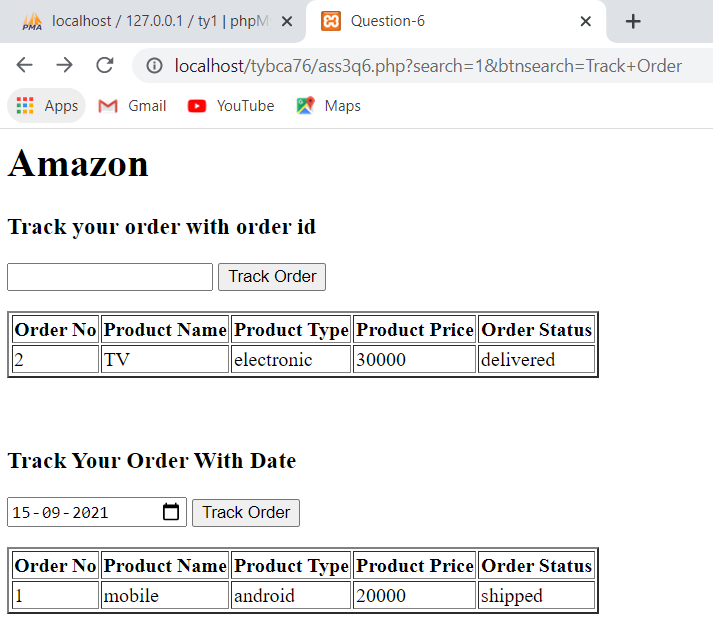 PMA localhost / 127.0.0.1 / ty1 | phpM
Question-6
localhost/tybca76/ass3q6.php?search=1&btnsearch=Track+Order
Apps Gmail YouTube Maps
Amazon
Track your order with order id
Track Order
Order No Product Name Product Type Product Price Order Status
2 TV electronic 30000 delivered
Track Your Order With Date
15-09-2021 Track Order
Order No Product Name Product Type Product Price Order Status
1 mobile android 20000 shipped